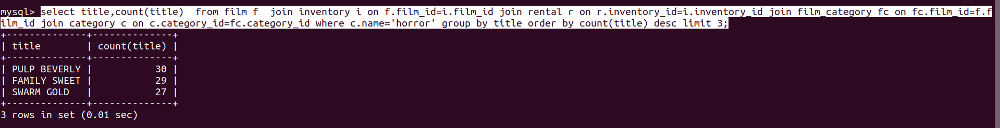 mysql> select title,count(title)  from film f  join inventory i on f.film_id=i.film_id join rental r on r.inventory_id=i.inventory_id join film_category fc on fc.film_id=f.f
ilm_id join category c on c.category_id=fc.category_id where c.name='horror' group by title order by count(title) desc limit 3;
+--------------+--------------+
| title        | count(title) |
+--------------+--------------+
| PULP BEVERLY |           30 |
| FAMILY SWEET |           29 |
| SWARM GOLD   |           27 |
+--------------+--------------+
3 rows in set (0.01 sec)